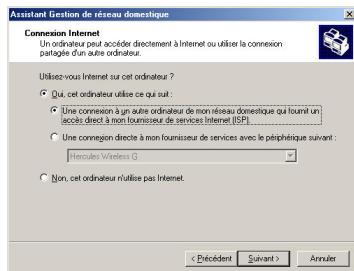 Assistant Gestion de réseau domestique
Connexion Internet
Un ordinateur peut accéder directement à Internet ou utiliser la connexion
partagée d'un autre ordinateur.
Utilisez-vous Internet sur cet ordinateur ?
Oui, cet ordinateur utilise ce qui suit :
Une connexion à un autre ordinateur de mon réseau domestique qui fournit un
accès direct à mon fournisseur de services Internet (ISP).
Une connexion directe à mon fournisseur de services avec le périphérique suivant :
Hercules Wireless G
Non, cet ordinateur n'utilise pas Internet.
< Précédent
Suivant >
Annuler